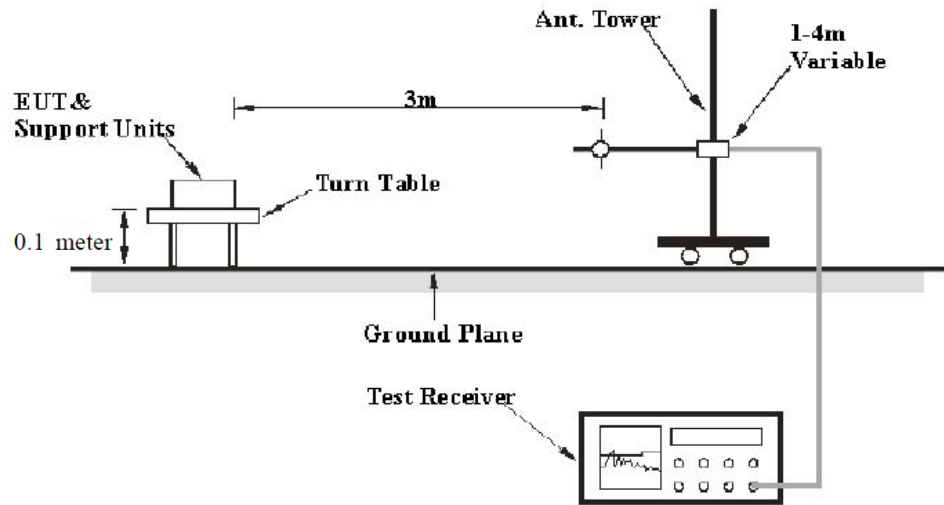 Ant. Tower
1-4m
Variable
EUT&
Support Units
3m
Turn Table
0.1 meter
Ground Plane
Test Receiver